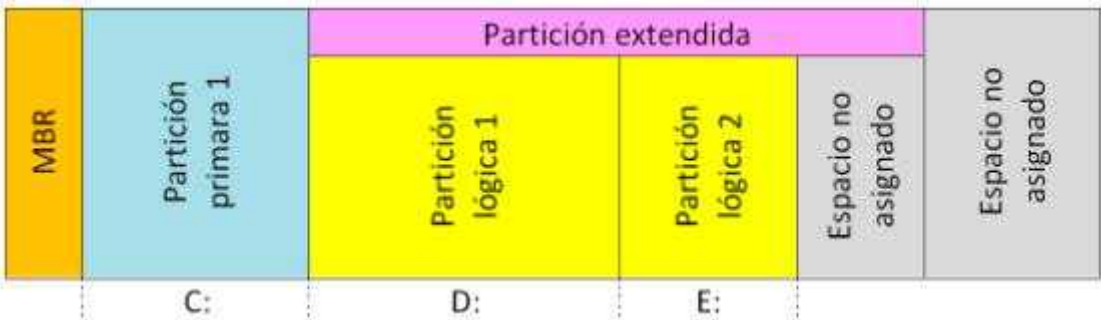 MBR
Partición
primara 1
Partición extendida
Partición
lógica 1
Partición
lógica 2
Espacio no
asignado
Espacio no
asignado
C:
D:
E: